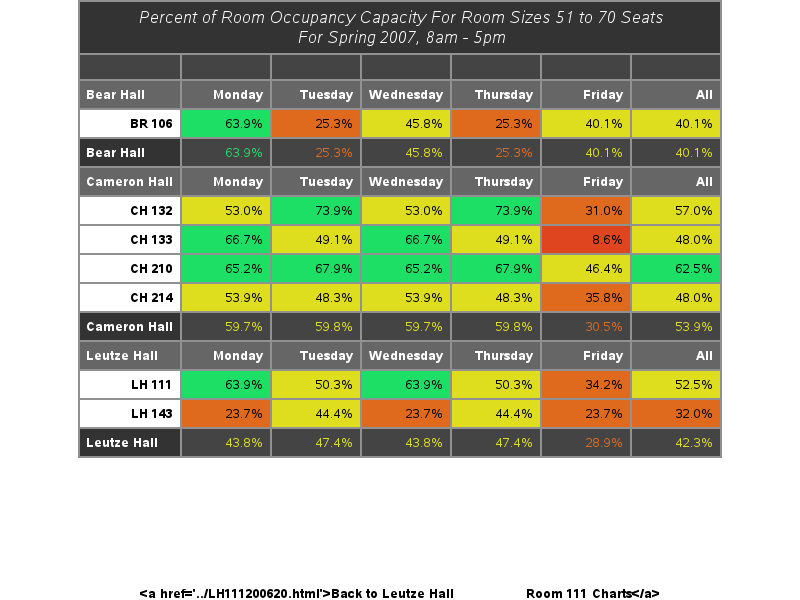 Percent of Room Occupancy Capacity For Room Sizes 51 to 70 Seats
For Spring 2007, 8am - 5pm
Bear Hall Monday Tuesday Wednesday Thursday Friday All
BR 106 63.9% 25.3% 45.8% 25.3% 40.1% 40.1%
Bear Hall 63.9% 25.3% 45.8% 25.3% 40.1% 40.1%
Cameron Hall Monday Tuesday Wednesday Thursday Friday All
CH 132 53.0% 73.9% 53.0% 73.9% 31.0% 57.0%
CH 133 66.7% 49.1% 66.7% 49.1% 8.6% 48.0%
CH 210 65.2% 67.9% 65.2% 67.9% 46.4% 62.5%
CH 214 53.9% 48.3% 53.9% 48.3% 35.8% 48.0%
Cameron Hall 59.7% 59.8% 59.7% 59.8% 30.5% 53.9%
Leutze Hall Monday Tuesday Wednesday Thursday Friday All
LH 111 63.9% 50.3% 63.9% 50.3% 34.2% 52.5%
LH 143 23.7% 44.4% 23.7% 44.4% 23.7% 32.0%
Leutze Hall 43.8% 47.4% 43.8% 47.4% 28.9% 42.3%
<a href='../LH111200620.html'>Back to Leutze Hall Room 111 Charts</a>